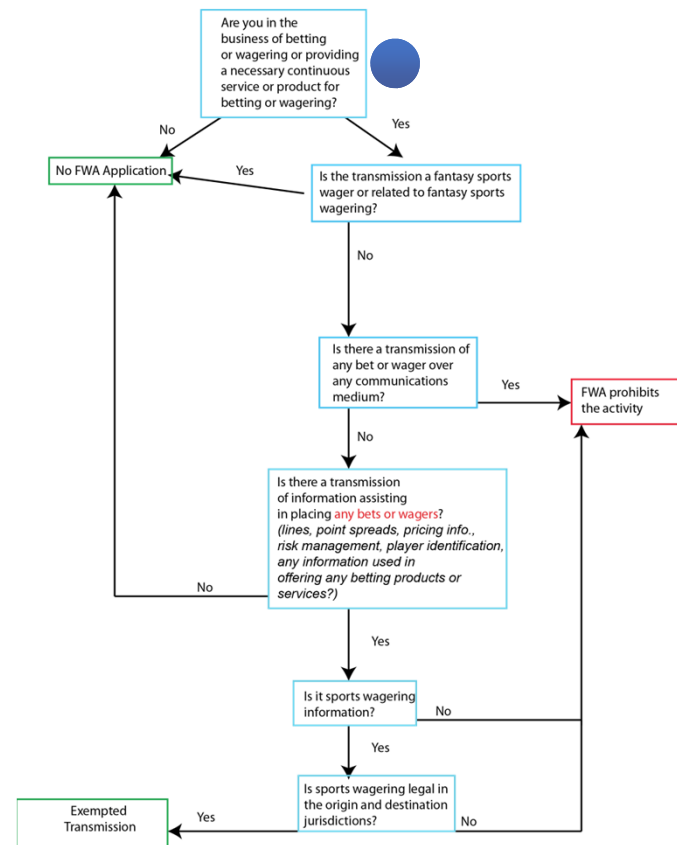 Are you in the
business of betting
or wagering or providing
a necessary continuous
service or product for
betting or wagering?
No
Yes
No FWA Application
Yes
Is the transmission a fantasy sports
wager or related to fantasy sports
wagering?
No
Is there a transmission of
any bet or wager over
any communications
medium?
Yes
FWA prohibits
the activity
No
Is there a transmission
of information assisting
in placing any bets or wagers?
(lines, point spreads, pricing info.,
risk management, player identification,
any information used in
offering any betting products or
services?)
No
Yes
Is it sports wagering
information?
No
Yes
Is sports wagering legal in
the origin and destination
jurisdictions?
Exempted
Transmission
Yes
No